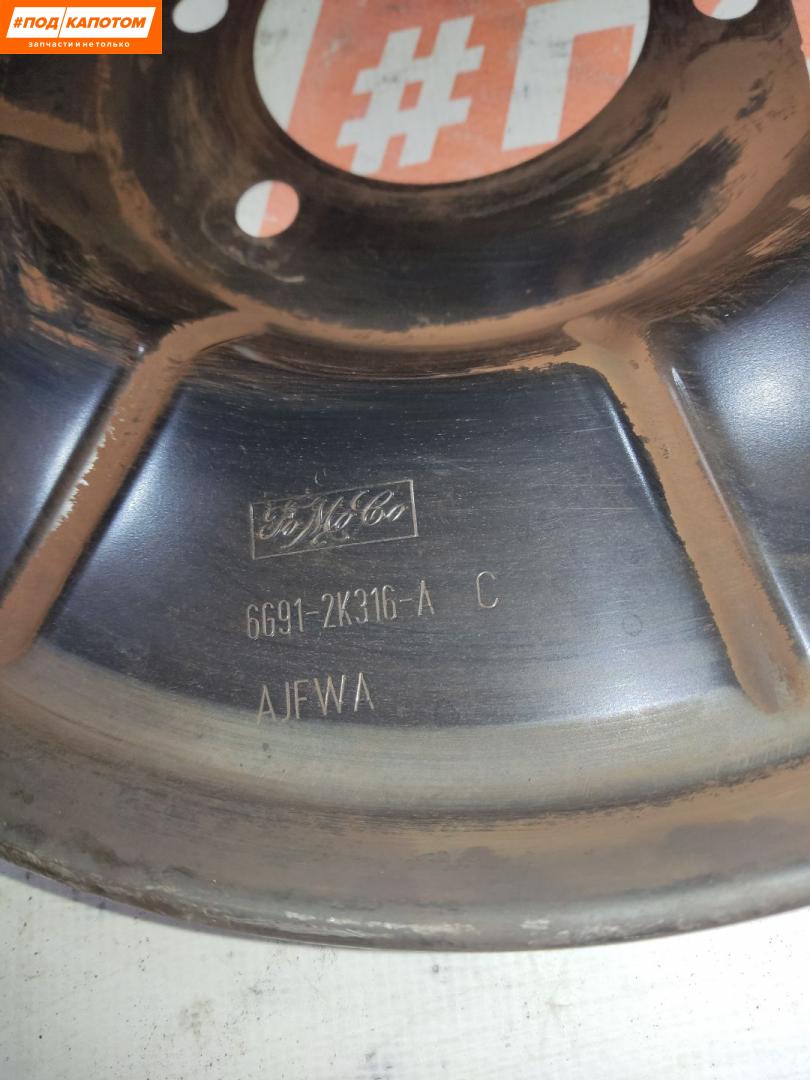 #ПОД КАПОТОМ
запчасти и не только
#П
FoMoCo
6G91-2K316-A C
AJFWA